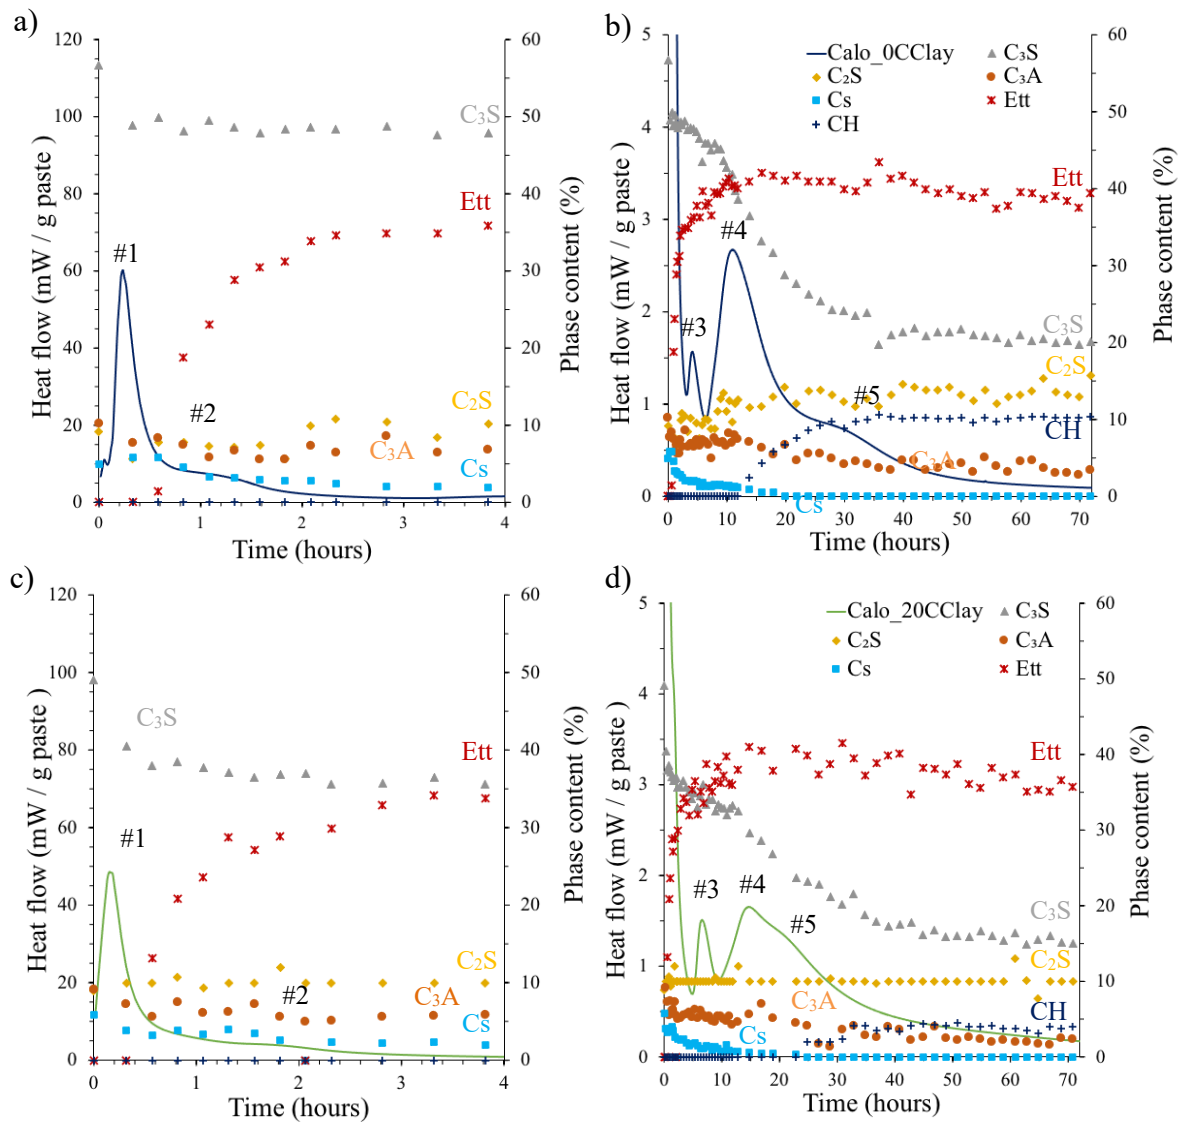 a)
120
100
80
60
40
20
0
Heat flow (mW / g paste )
60
50
40
30
20
10
0
Phase content (%)
C₃S
Ett
#1
#2
C₂S
C₃A
Cs
0 1 2 3 4
Time (hours)
b)
5
4
3
2
1
0
Heat flow (mW / g paste )
60
50
40
30
20
10
0
Phase content (%)
Calo_0CClay C₃S
C₂S C₃A
Cs Ett
CH
Ett
#4
#3
C₃S
C₂S
#5
CH
C₃A
Cs
0 10 20 30 40 50 60 70
Time (hours)
c)
120
100
80
60
40
20
0
Heat flow (mW / g paste )
60
50
40
30
20
10
0
Phase content (%)
C₃S
Ett
#1
C₂S
#2
C₃A
Cs
0 1 2 3 4
Time (hours)
d)
5
4
3
2
1
0
Heat flow (mW / g paste )
60
50
40
30
20
10
0
Phase content (%)
Calo_20CClay C₃S
C₂S C₃A
Cs Ett
Ett
#3
#4
#5
C₃S
C₂S
C₃A
CH
Cs
0 10 20 30 40 50 60 70
Time (hours)